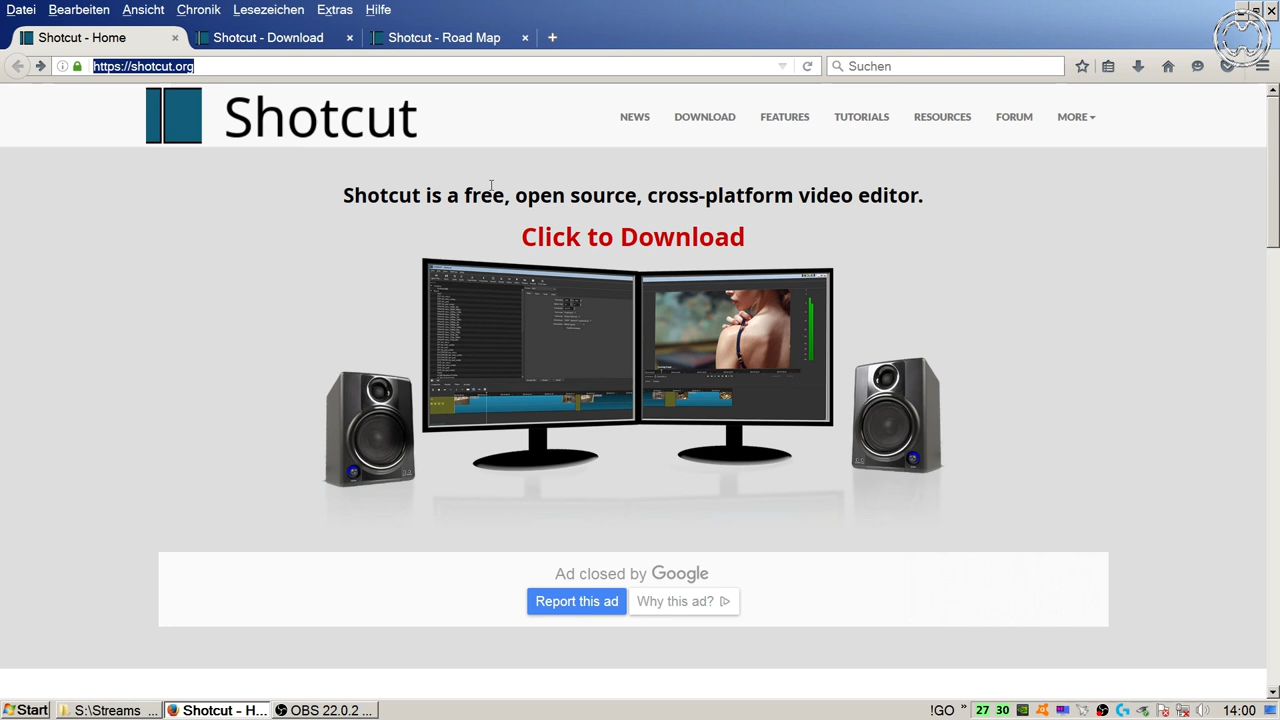 Datei Bearbeiten Ansicht Chronik Lesezeichen Extras Hilfe
Shotcut - Home × Shotcut - Download × Shotcut - Road Map × +
https://shotcut.org Suchen
Shotcut
NEWS DOWNLOAD FEATURES TUTORIALS RESOURCES FORUM MORE
Shotcut is a free, open source, cross-platform video editor.
Click to Download
Ad closed by Google
Report this ad Why this ad?
Start S:\Streams ... Shotcut - H... OBS 22.0.2 ... !GO » 27 30 14:00